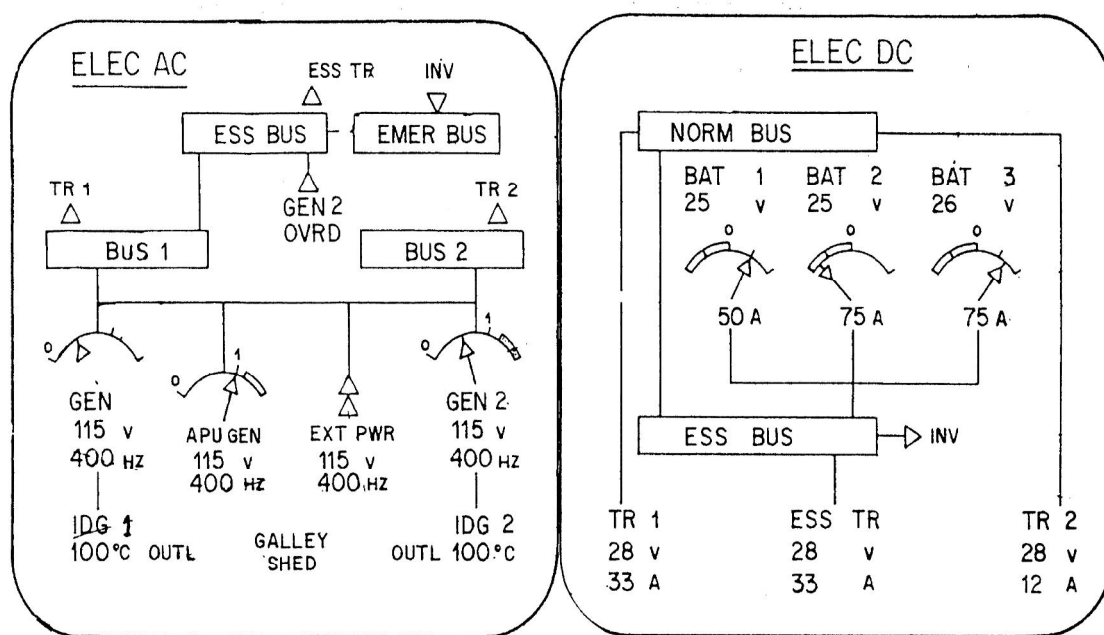 ELEC AC
ESS TR
INV
ESS BUS
EMER BUS
TR 1
GEN 2
OVRD
TR 2
BUS 1
BUS 2
0
1
0
1
GEN
115 V
400 HZ
APU GEN
115 V
400 HZ
EXT PWR
115 V
400 HZ
GEN 2
115 V
400 HZ
IDG 1
100°C OUTL
GALLEY
SHED
IDG 2
OUTL 100°C
ELEC DC
NORM BUS
BAT 1
25 V
BAT 2
25 V
BAT 3
26 V
0
0
0
50 A
75 A
75 A
ESS BUS
INV
TR 1
28 V
33 A
ESS TR
28 V
33 A
TR 2
28 V
12 A